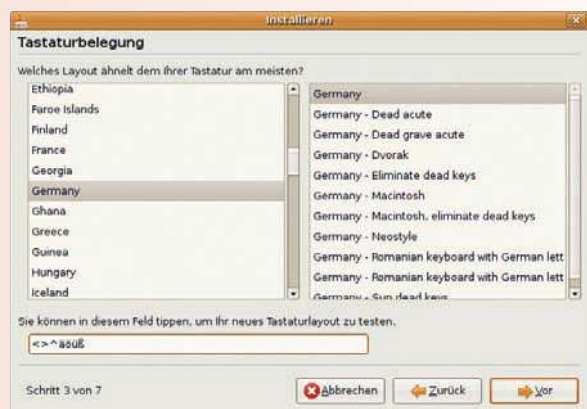 Installieren
Tastaturbelegung
Welches Layout ähnelt dem Ihrer Tastatur am meisten?
Ethiopia
Faroe Islands
Finland
France
Georgia
Germany
Ghana
Greece
Guinea
Hungary
Iceland
Germany
Germany - Dead acute
Germany - Dead grave acute
Germany - Dvorak
Germany - Eliminate dead keys
Germany - Macintosh
Germany - Macintosh, eliminate dead keys
Germany - Neostyle
Germany - Romanian keyboard with German lett
Germany - Romanian keyboard with German lett
Germany - Sun dead keys
Sie können in diesem Feld tippen, um Ihr neues Tastaturlayout zu testen.
<>^äöüß
Schritt 3 von 7
Abbrechen
Zurück
Vor